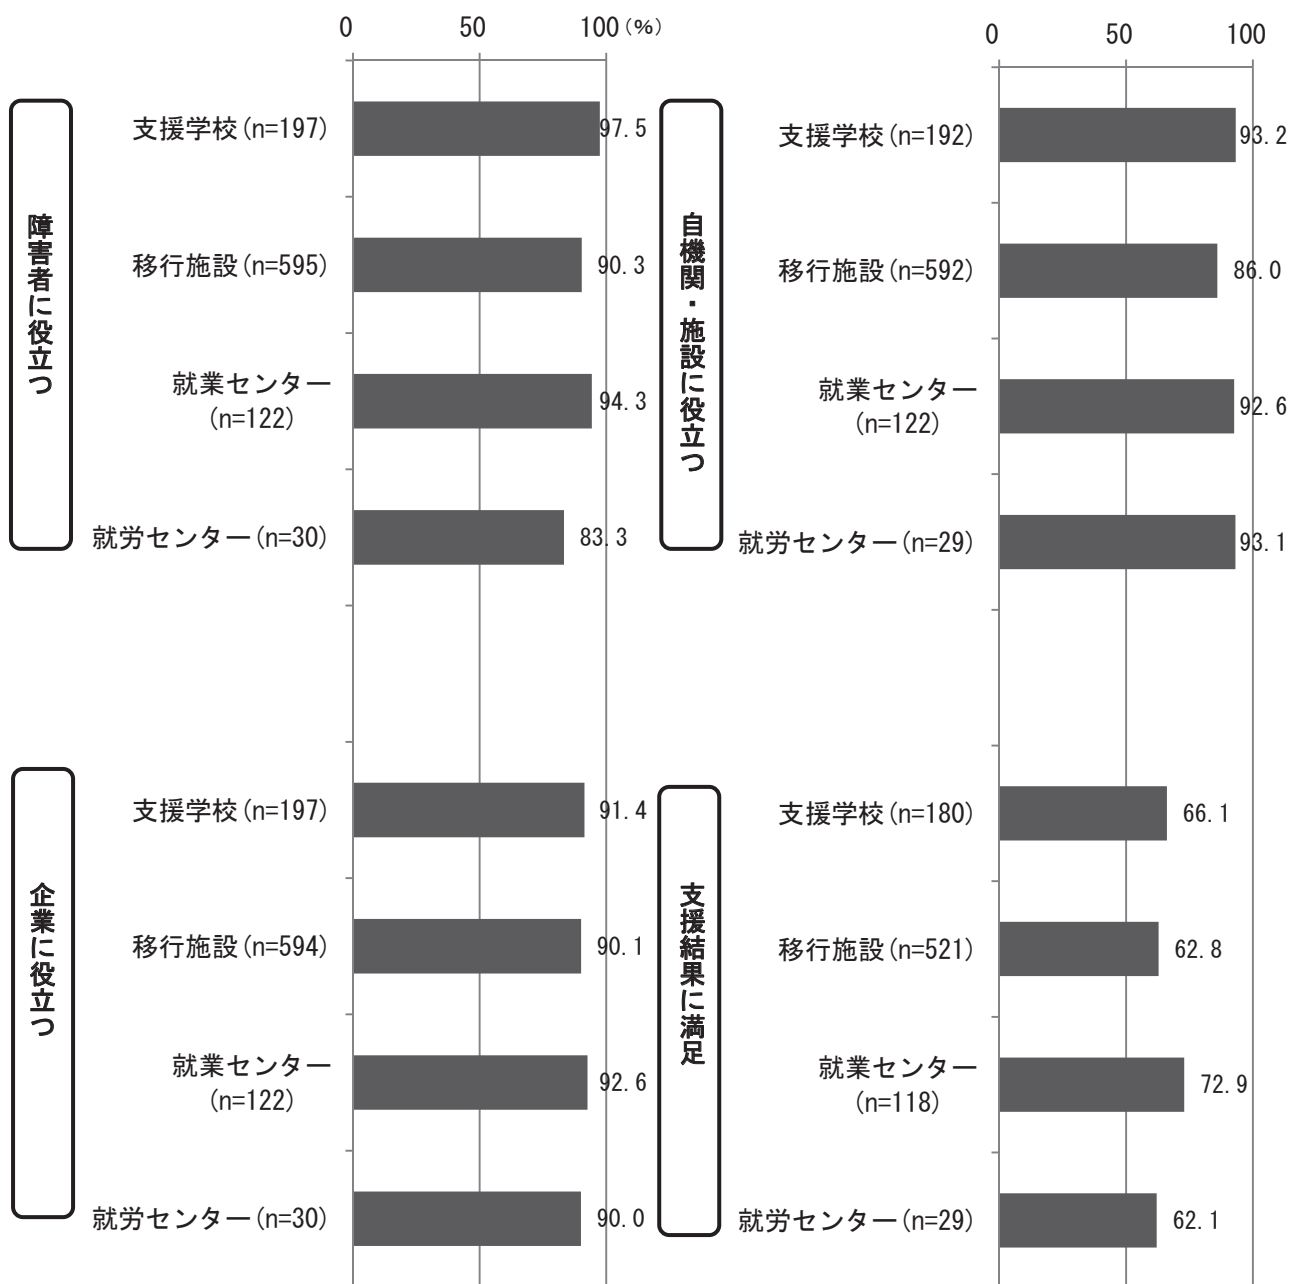 0 50 100(%)
障害者に役立つ
支援学校(n=197) 97.5
移行施設(n=595) 90.3
就業センター
(n=122) 94.3
就労センター(n=30) 83.3
企業に役立つ
支援学校(n=197) 91.4
移行施設(n=594) 90.1
就業センター
(n=122) 92.6
就労センター(n=30) 90.0
0 50 100
自機関・施設に役立つ
支援学校(n=192) 93.2
移行施設(n=592) 86.0
就業センター
(n=122) 92.6
就労センター(n=29) 93.1
支援結果に満足
支援学校(n=180) 66.1
移行施設(n=521) 62.8
就業センター
(n=118) 72.9
就労センター(n=29) 62.1